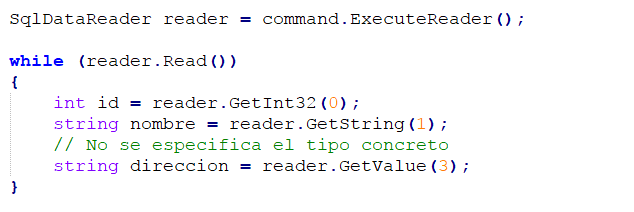 SqlDataReader reader = command.ExecuteReader();
while (reader.Read())
{
int id = reader.GetInt32(0);
string nombre = reader.GetString(1);
// No se especifica el tipo concreto
string direccion = reader.GetValue(3);
}